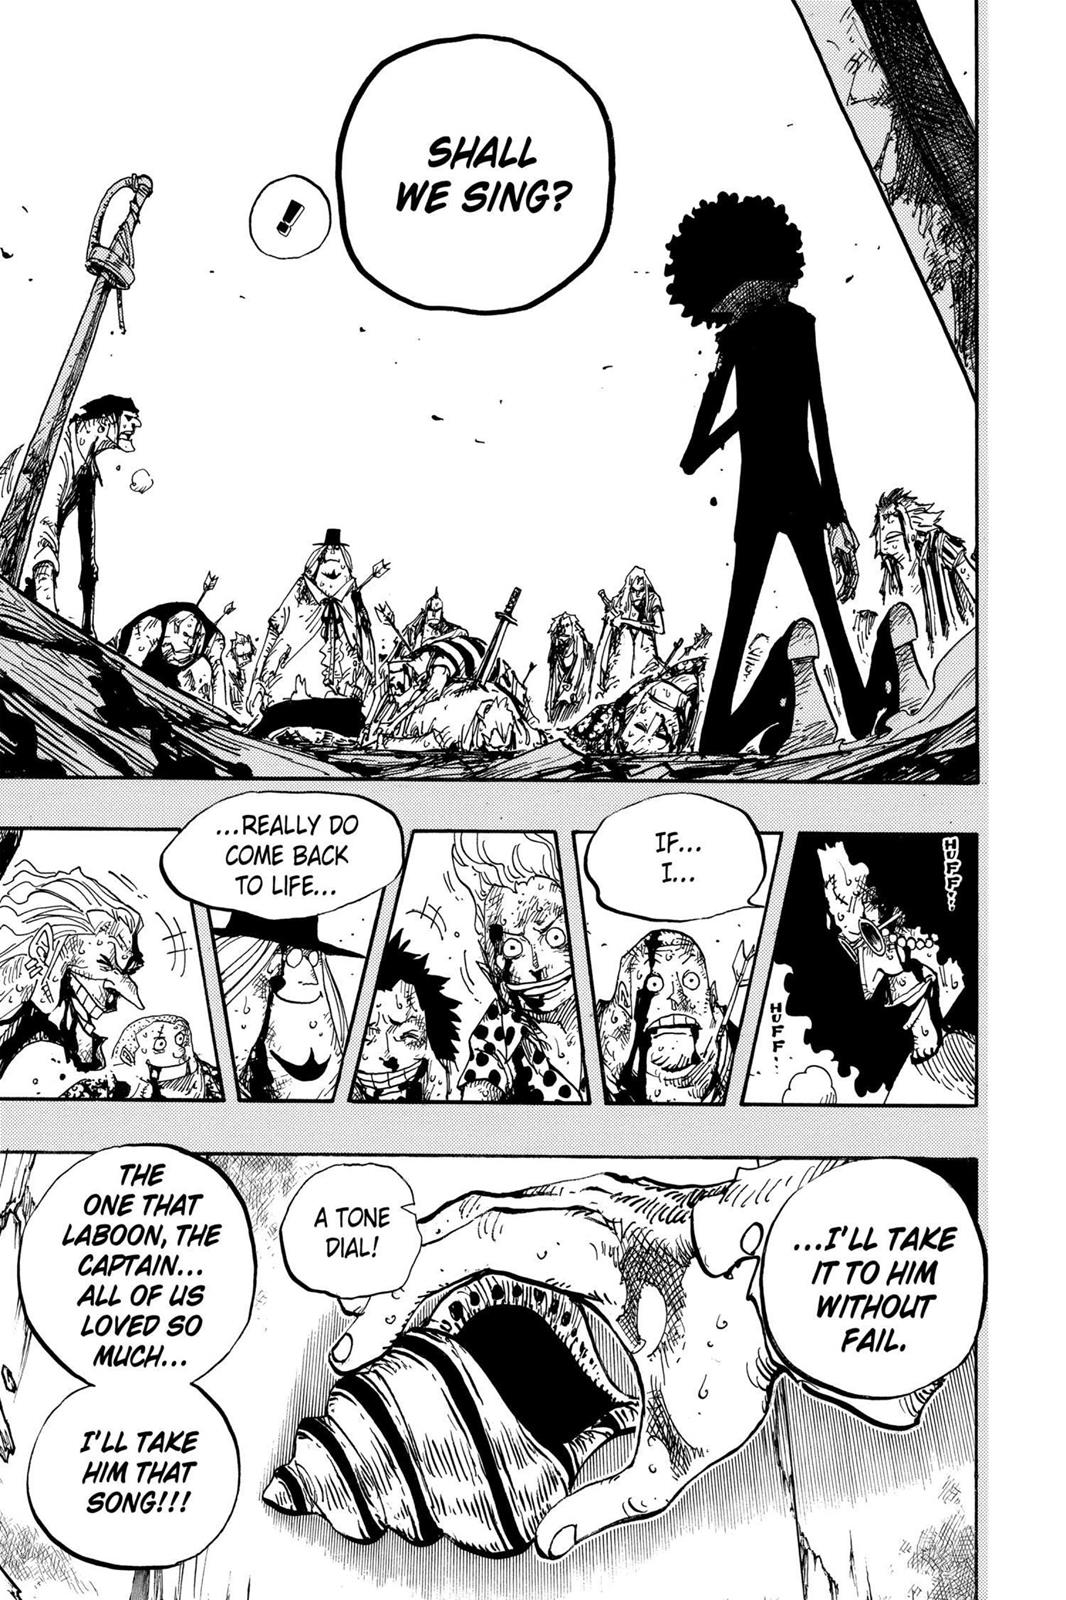 SHALL
WE SING?
!
HUFF!..
HUFF..
IF...
I...
...REALLY DO
COME BACK
TO LIFE...
...I'LL TAKE
IT TO HIM
WITHOUT
FAIL.
A TONE
DIAL!
THE
ONE THAT
LABOON, THE
CAPTAIN...
ALL OF US
LOVED SO
MUCH...
I'LL TAKE
HIM THAT
SONG!!!